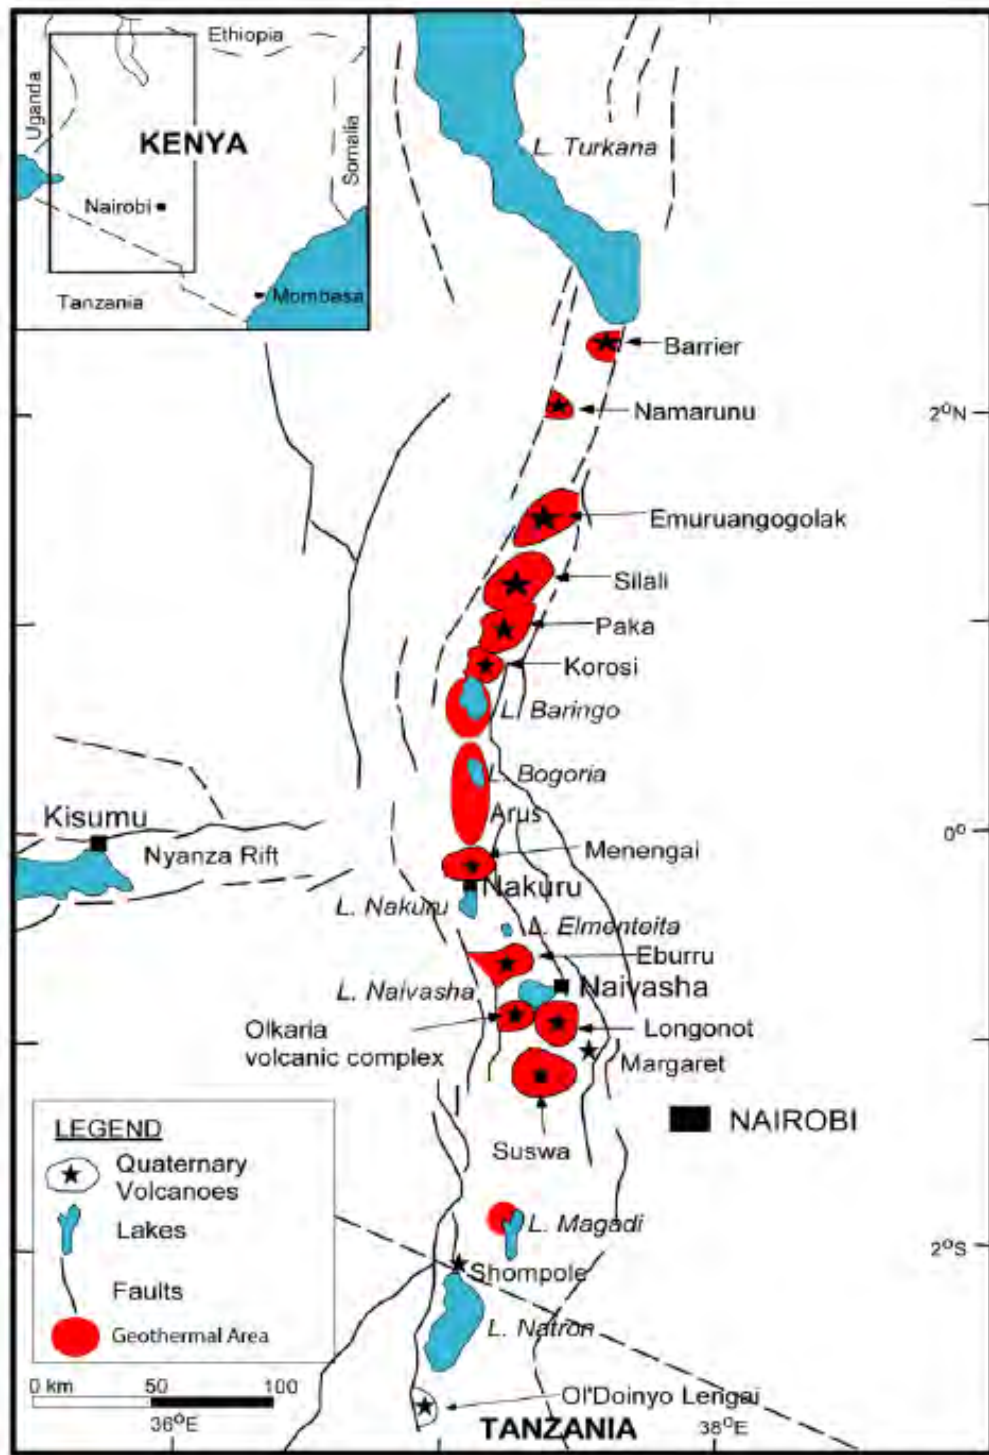 Ethiopia
Uganda
KENYA
Somalia
Nairobi
Tanzania
Mombasa
L. Turkana
Barrier
Namarunu
2°N
Emuruangogolak
Silali
Paka
Korosi
L. Baringo
L. Bogoria
Arus
Kisumu
Nyanza Rift
0°
Menengai
Nakuru
L. Nakuru
L. Elmenteita
Eburru
L. Naivasha
Naivasha
Olkaria
volcanic complex
Longonot
Margaret
NAIROBI
Suswa
LEGEND
Quaternary
Volcanoes
Lakes
Faults
Geothermal Area
L. Magadi
2°S
Shompole
L. Natron
0 km 50 100
36°E
Ol'Doinyo Lengai
TANZANIA
38°E